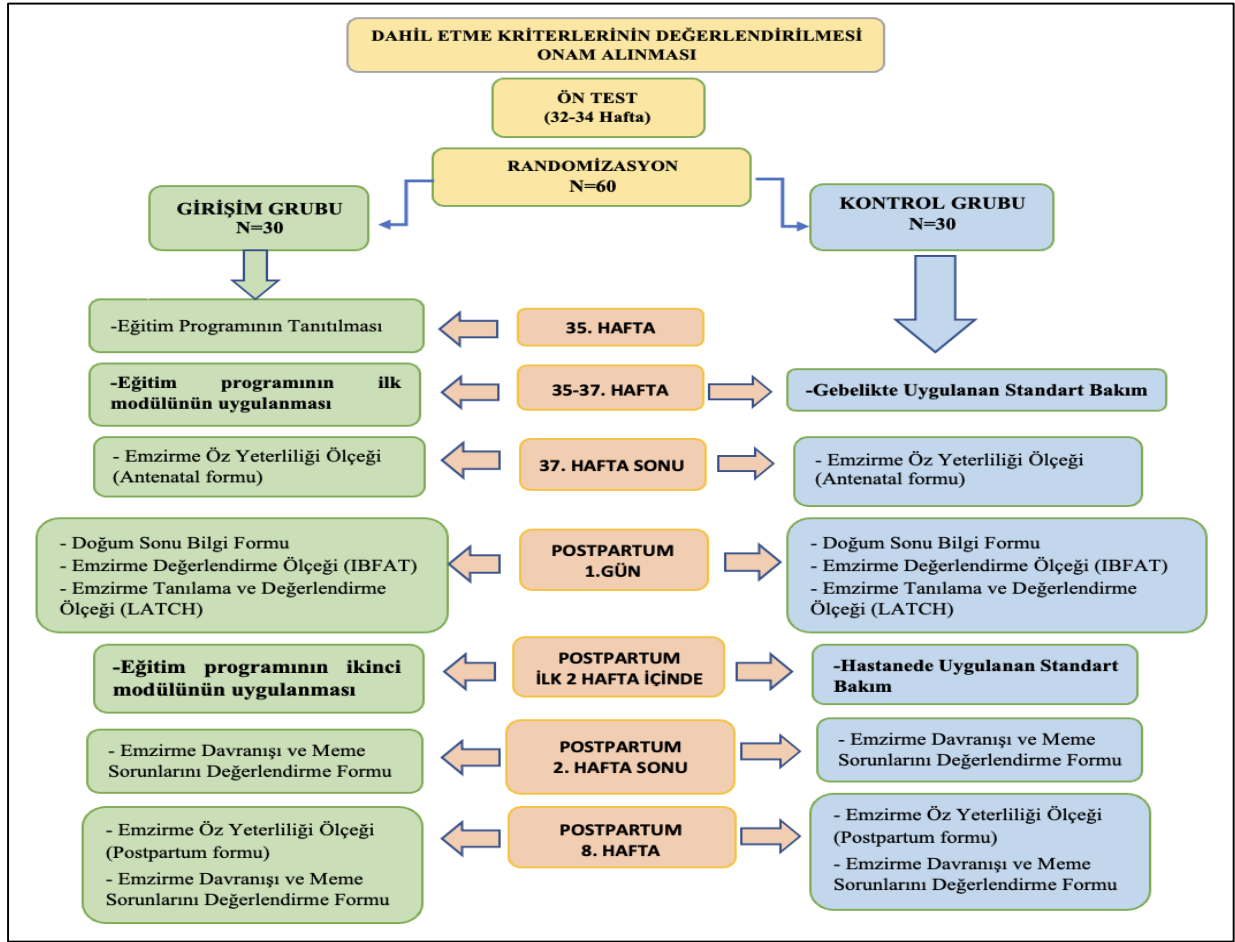 DAHİL ETME KRİTERLERİNİN DEĞERLENDİRİLMESİ
ONAM ALINMASI
ÖN TEST
(32-34 Hafta)
RANDOMİZASYON
N=60
GİRİŞİM GRUBU
N=30
KONTROL GRUBU
N=30
-Eğitim Programının Tanıtılması
35. HAFTA
-Eğitim programının ilk
modülünün uygulanması
35-37. HAFTA
-Gebelikte Uygulanan Standart Bakım
- Emzirme Öz Yeterliliği Ölçeği
(Antenatal formu)
37. HAFTA SONU
- Emzirme Öz Yeterliliği Ölçeği
(Antenatal formu)
- Doğum Sonu Bilgi Formu
- Emzirme Değerlendirme Ölçeği (IBFAT)
- Emzirme Tanılama ve Değerlendirme
Ölçeği (LATCH)
POSTPARTUM
1.GÜN
- Doğum Sonu Bilgi Formu
- Emzirme Değerlendirme Ölçeği (IBFAT)
- Emzirme Tanılama ve Değerlendirme
Ölçeği (LATCH)
-Eğitim programının ikinci
modülünün uygulanması
POSTPARTUM
İLK 2 HAFTA İÇİNDE
-Hastanede Uygulanan Standart
Bakım
- Emzirme Davranışı ve Meme
Sorunlarını Değerlendirme Formu
POSTPARTUM
2. HAFTA SONU
- Emzirme Davranışı ve Meme
Sorunlarını Değerlendirme Formu
- Emzirme Öz Yeterliliği Ölçeği
(Postpartum formu)
- Emzirme Davranışı ve Meme
Sorunlarını Değerlendirme Formu
POSTPARTUM
8. HAFTA
- Emzirme Öz Yeterliliği Ölçeği
(Postpartum formu)
- Emzirme Davranışı ve Meme
Sorunlarını Değerlendirme Formu